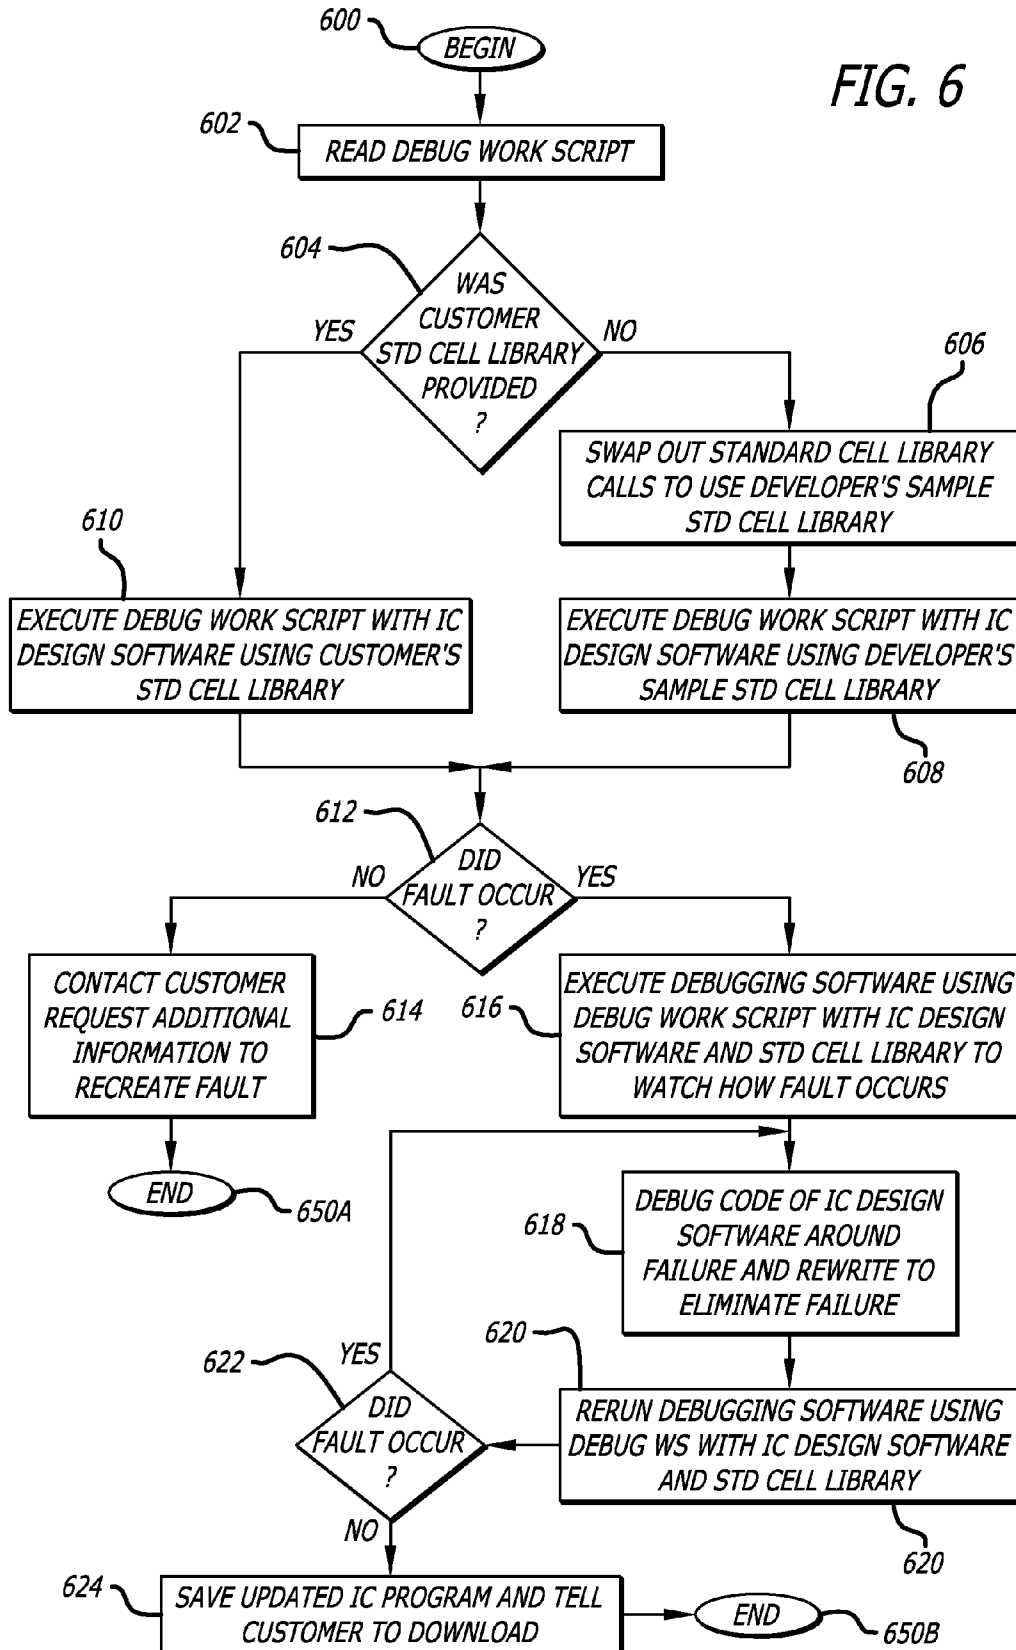 600
BEGIN
FIG. 6
602
READ DEBUG WORK SCRIPT
604
WAS
CUSTOMER
STD CELL LIBRARY
PROVIDED
?
YES
NO
606
SWAP OUT STANDARD CELL LIBRARY
CALLS TO USE DEVELOPER'S SAMPLE
STD CELL LIBRARY
610
EXECUTE DEBUG WORK SCRIPT WITH IC
DESIGN SOFTWARE USING CUSTOMER'S
STD CELL LIBRARY
EXECUTE DEBUG WORK SCRIPT WITH IC
DESIGN SOFTWARE USING DEVELOPER'S
SAMPLE STD CELL LIBRARY
608
612
DID
FAULT OCCUR
?
NO
YES
CONTACT CUSTOMER
REQUEST ADDITIONAL
INFORMATION TO
RECREATE FAULT
614
616
EXECUTE DEBUGGING SOFTWARE USING
DEBUG WORK SCRIPT WITH IC DESIGN
SOFTWARE AND STD CELL LIBRARY TO
WATCH HOW FAULT OCCURS
END
650A
618
DEBUG CODE OF IC DESIGN
SOFTWARE AROUND
FAILURE AND REWRITE TO
ELIMINATE FAILURE
620
RERUN DEBUGGING SOFTWARE USING
DEBUG WS WITH IC DESIGN SOFTWARE
AND STD CELL LIBRARY
620
YES
622
DID
FAULT OCCUR
?
NO
624
SAVE UPDATED IC PROGRAM AND TELL
CUSTOMER TO DOWNLOAD
END
650B